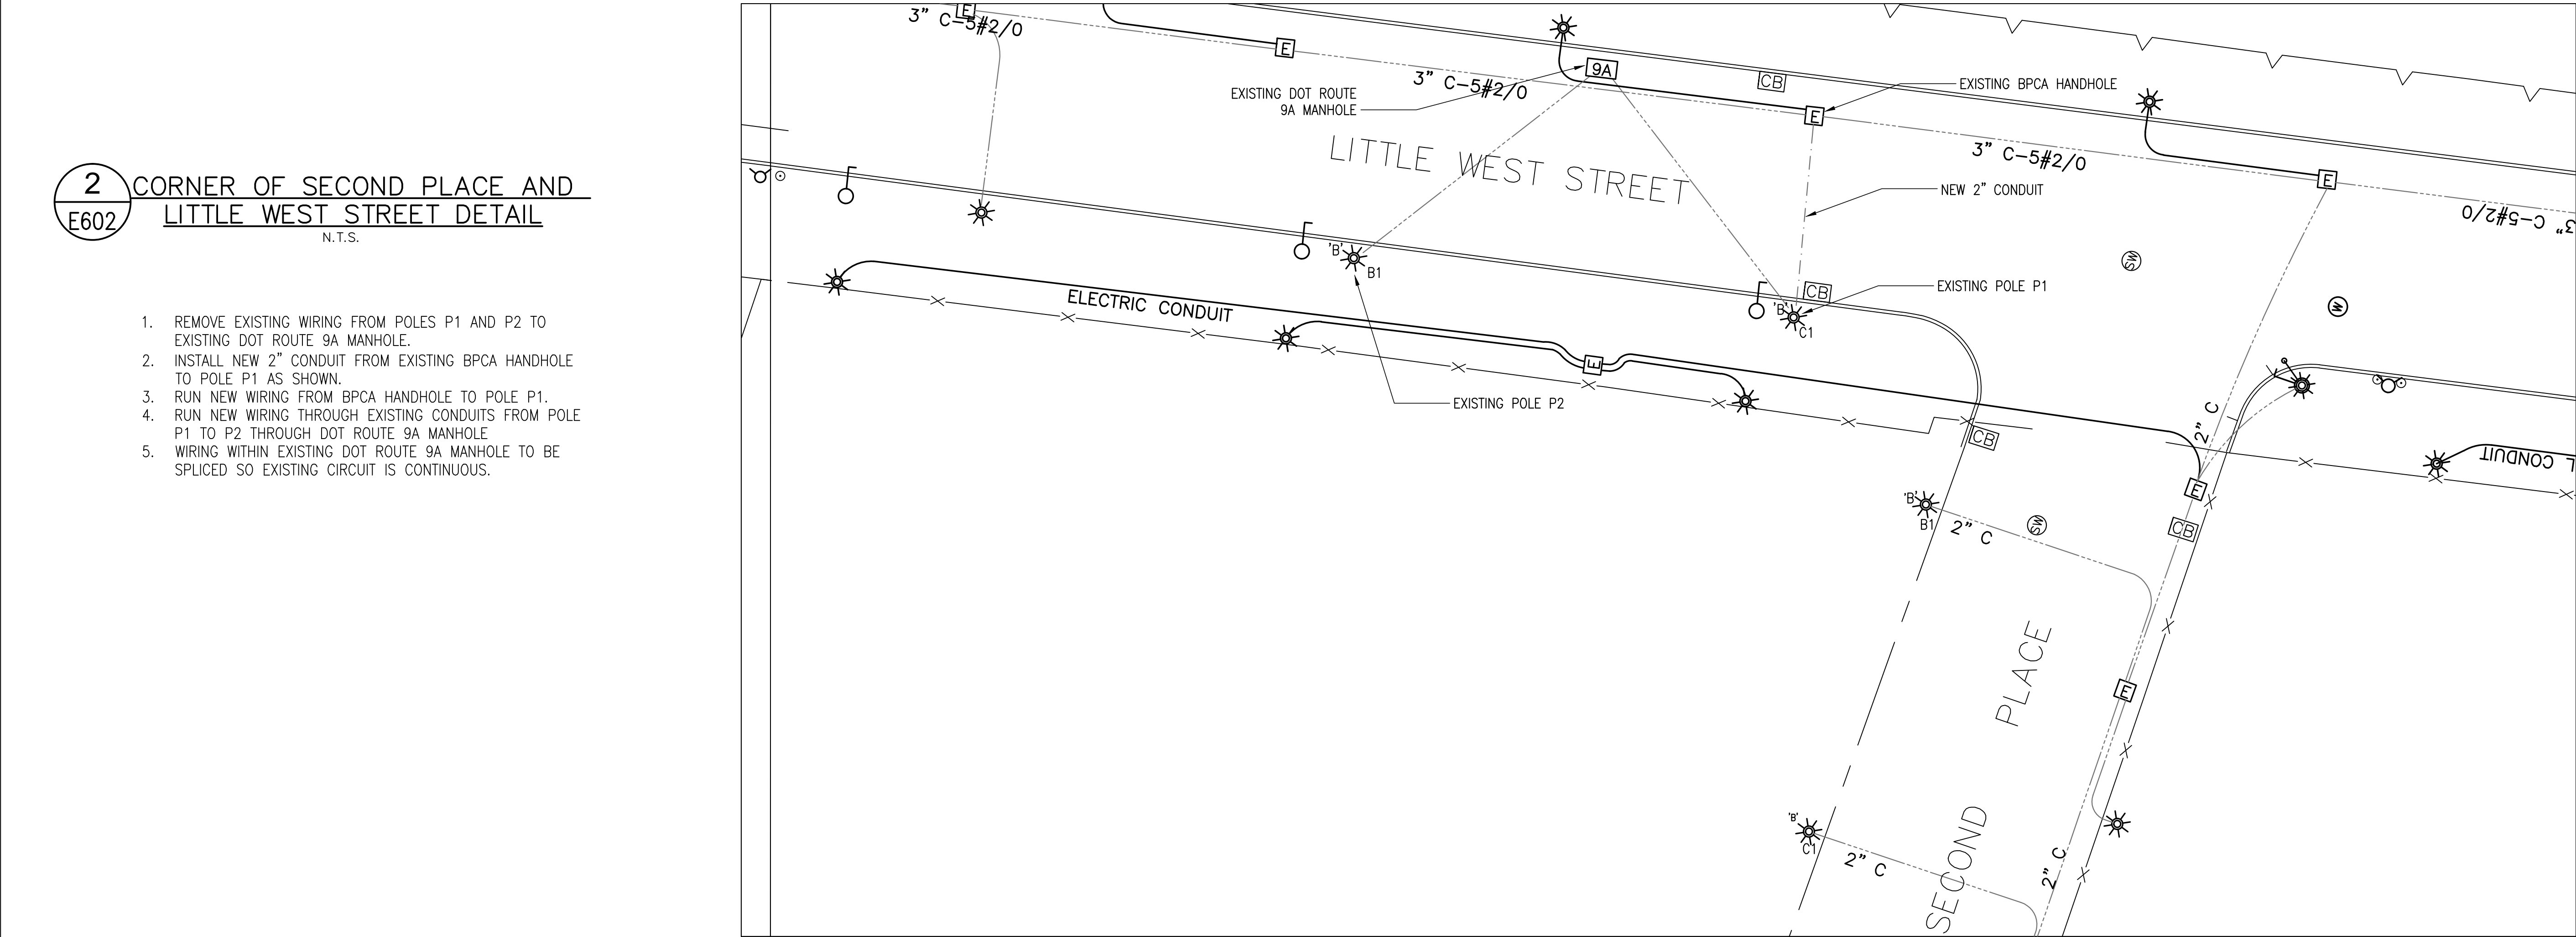 2
E602
CORNER OF SECOND PLACE AND
LITTLE WEST STREET DETAIL
N.T.S.
1. REMOVE EXISTING WIRING FROM POLES P1 AND P2 TO
EXISTING DOT ROUTE 9A MANHOLE.
2. INSTALL NEW 2” CONDUIT FROM EXISTING BPCA HANDHOLE
TO POLE P1 AS SHOWN.
3. RUN NEW WIRING FROM BPCA HANDHOLE TO POLE P1.
4. RUN NEW WIRING THROUGH EXISTING CONDUITS FROM POLE
P1 TO P2 THROUGH DOT ROUTE 9A MANHOLE
5. WIRING WITHIN EXISTING DOT ROUTE 9A MANHOLE TO BE
SPLICED SO EXISTING CIRCUIT IS CONTINUOUS.
E
3” C-5#2/0
E
3” C-5#2/0
9A
CB
EXISTING DOT ROUTE
9A MANHOLE
EXISTING BPCA HANDHOLE
E
3” C-5#2/0
E
3” C-5#2/0
LITTLE WEST STREET
NEW 2” CONDUIT
SW
'B'
B1
EXISTING POLE P1
CB
'B'
C1
W
ELECTRIC CONDUIT
E
EXISTING POLE P2
2” C
CB
L CONDUIT
E
'B'
B1
2” C
SW
CB
E
PLACE
SECOND
'B'
C1
2” C
2” C